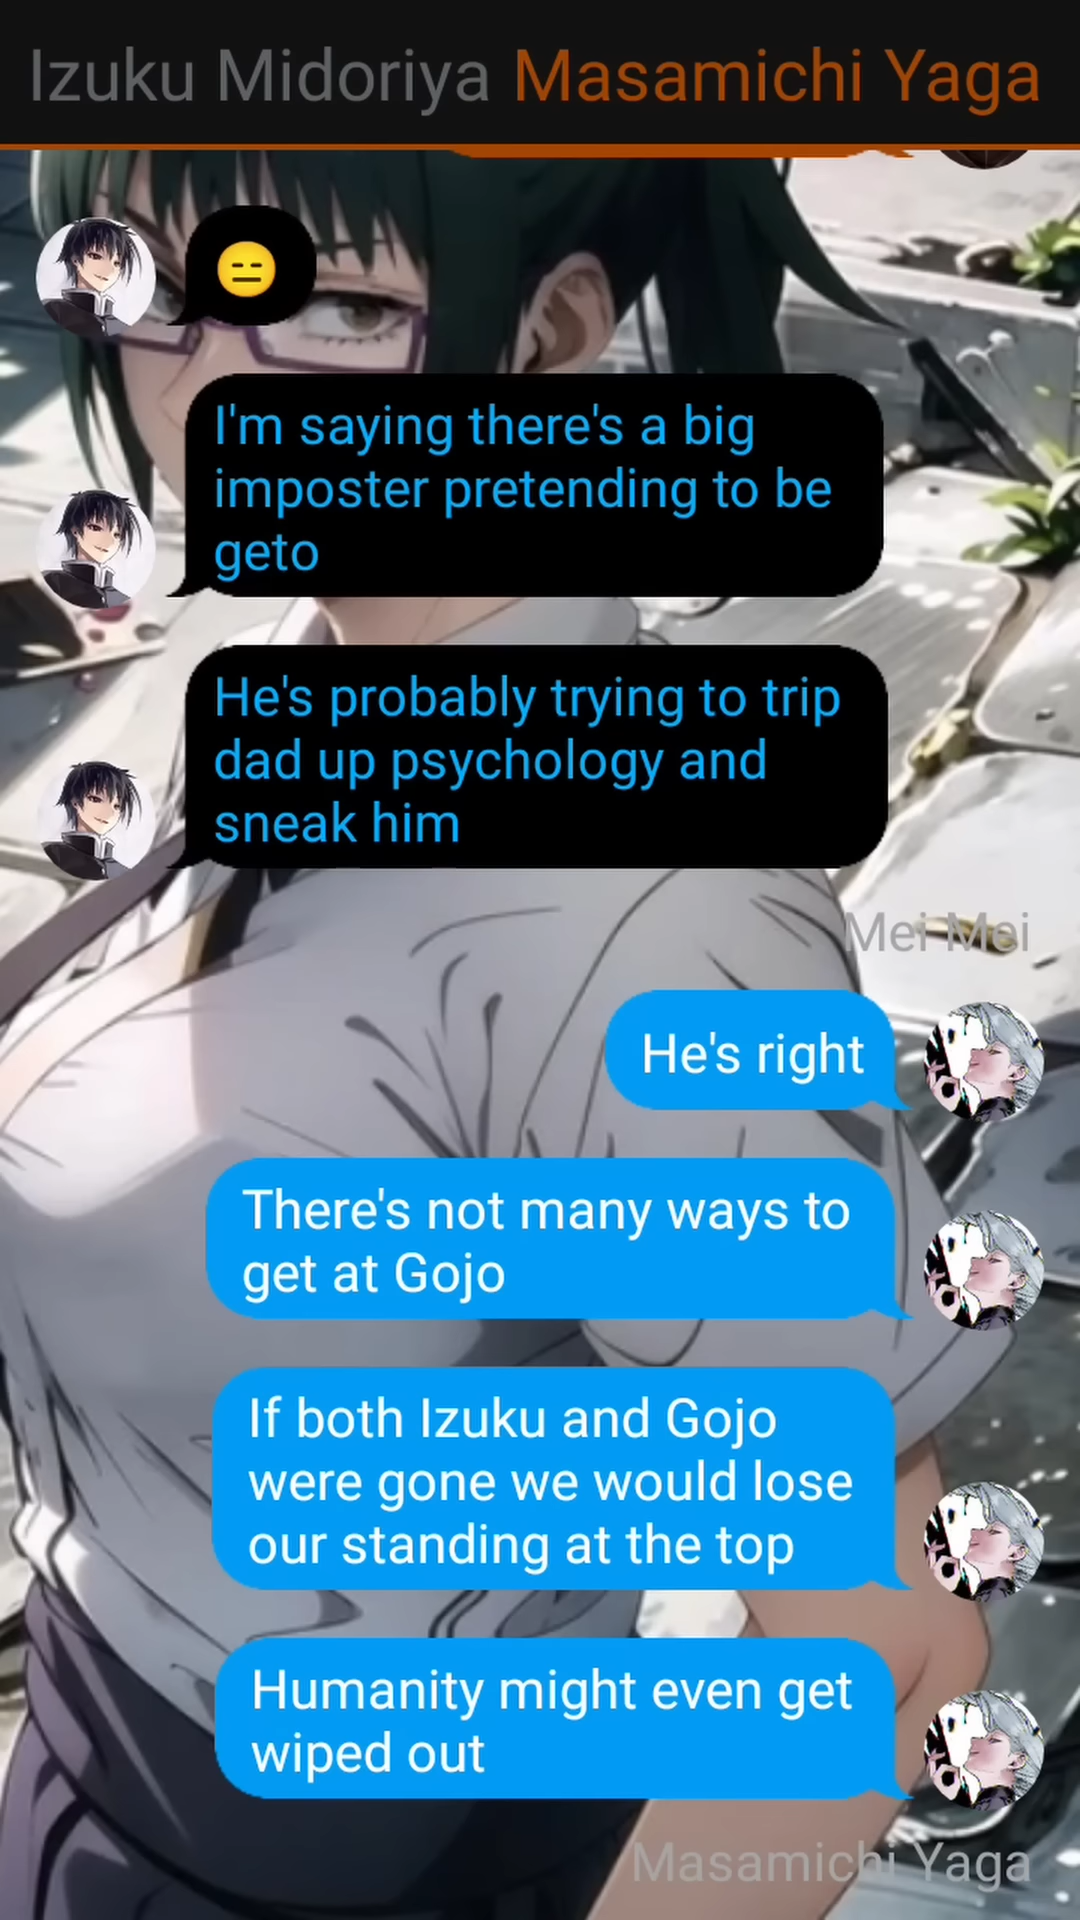 Izuku Midoriya Masamichi Yaga
I'm saying there's a big
imposter pretending to be
geto
He's probably trying to trip
dad up psychology and
sneak him
Mei Mei
He's right
There's not many ways to
get at Gojo
If both Izuku and Gojo
were gone we would lose
our standing at the top
Humanity might even get
wiped out
Masamichi Yaga